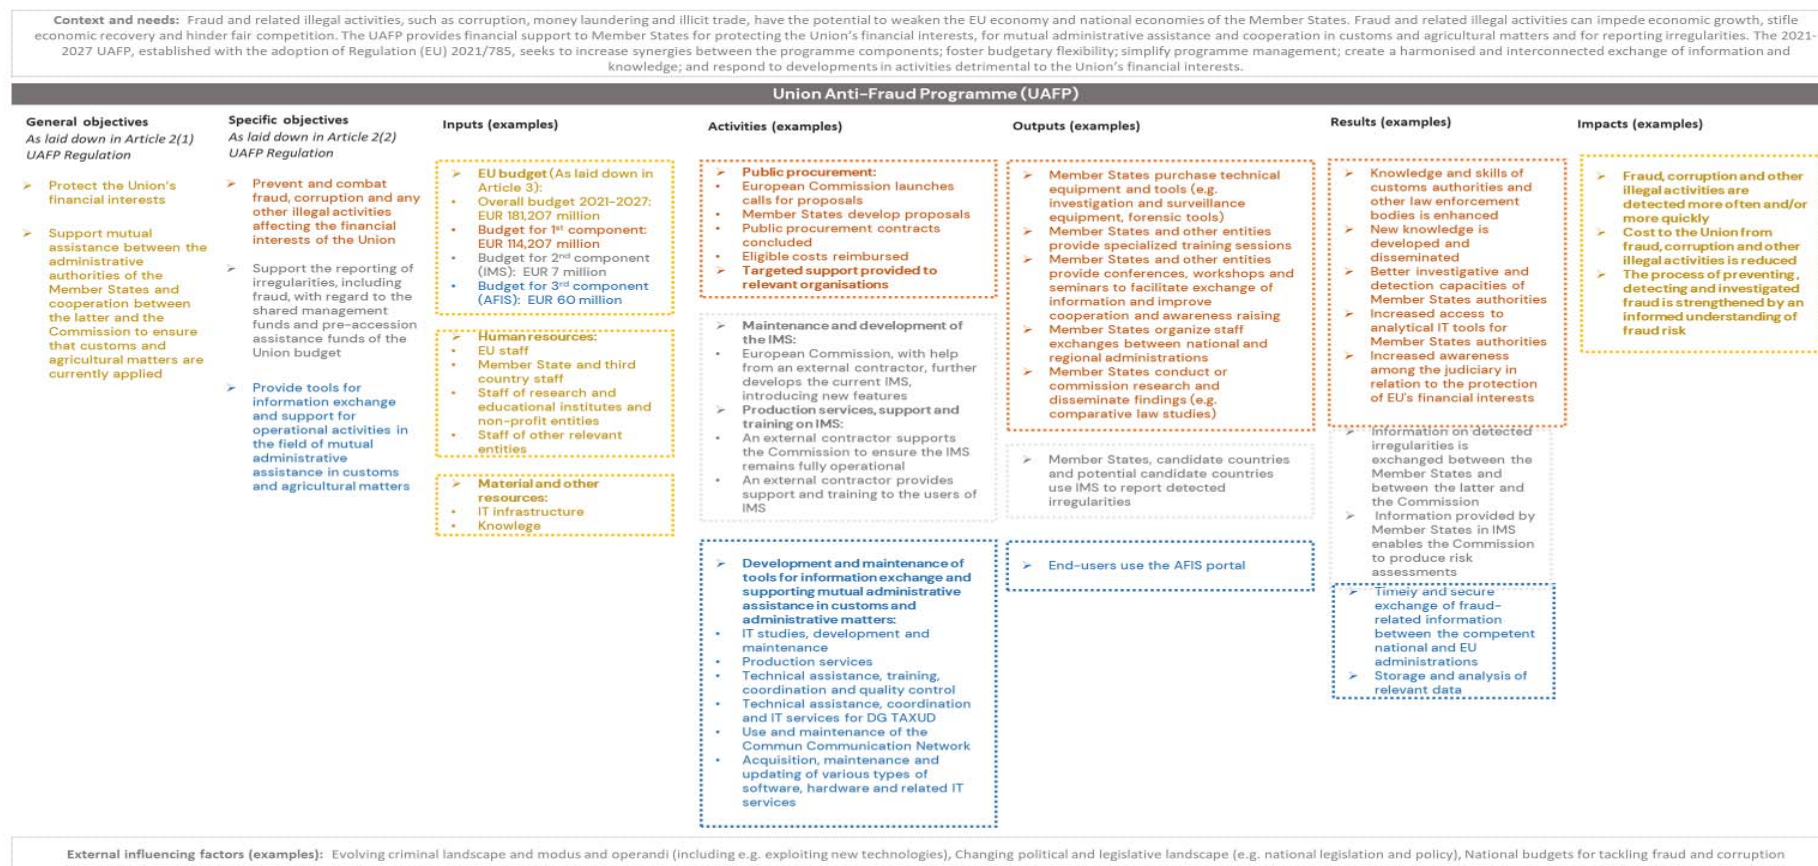 Context and needs: Fraud and related illegal activities, such as corruption, money laundering and illicit trade, have the potential to weaken the EU economy and national economies of the Member States. Fraud and related illegal activities can impede economic growth, stifle
economic recovery and hinder fair competition. The UAFP provides financial support to Member States for protecting the Union's financial interests, for mutual administrative assistance and cooperation in customs and agricultural matters and for reporting irregularities. The 2021-
2027 UAFP, established with the adoption of Regulation (EU) 2021/785, seeks to increase synergies between the programme components; foster budgetary flexibility; simplify programme management; create a harmonised and interconnected exchange of information and
knowledge; and respond to developments in activities detrimental to the Union's financial interests.
Union Anti-Fraud Programme (UAFP)
General objectives
As laid down in Article 2(1)
UAFP Regulation
➢ Protect the Union's
financial interests
➢ Support mutual
assistance between the
administrative
authorities of the
Member States and
cooperation between
the latter and the
Commission to ensure
that customs and
agricultural matters are
currently applied
Specific objectives
As laid down in Article 2(2)
UAFP Regulation
➢ Prevent and combat
fraud, corruption and any
other illegal activities
affecting the financial
interests of the Union
➢ Support the reporting of
irregularities, including
fraud, with regard to the
shared management
funds and pre-accession
assistance funds of the
Union budget
➢ Provide tools for
information exchange
and support for
operational activities in
the field of mutual
administrative
assistance in customs
and agricultural matters
Inputs (examples)
➢ EU budget (As laid down in
Article 3):
• Overall budget 2021-2027:
EUR 181,207 million
• Budget for 1st component:
EUR 114,207 million
• Budget for 2nd component
(IMS): EUR 7 million
• Budget for 3rd component
(AFIS): EUR 60 million
➢ Human resources:
• EU staff
• Member State and third
country staff
• Staff of research and
educational institutes and
non-profit entities
• Staff of other relevant
entities
➢ Material and other
resources:
• IT infrastructure
• Knowlege
Activities (examples)
➢ Public procurement:
• European Commission launches
calls for proposals
• Member States develop proposals
• Public procurement contracts
concluded
• Eligible costs reimbursed
➢ Targeted support provided to
relevant organisations
➢ Maintenance and development of
the IMS:
• European Commission, with help
from an external contractor, further
develops the current IMS,
introducing new features
➢ Production services, support and
training on IMS:
• An external contractor supports
the Commission to ensure the IMS
remains fully operational
• An external contractor provides
support and training to the users of
IMS
➢ Development and maintenance of
tools for information exchange and
supporting mutual administrative
assistance in customs and
administrative matters:
• IT studies, development and
maintenance
• Production services
• Technical assistance, training,
coordination and quality control
• Technical assistance, coordination
and IT services for DG TAXUD
• Use and maintenance of the
Commun Communication Network
• Acquisition, maintenance and
updating of various types of
software, hardware and related IT
services
Outputs (examples)
➢ Member States purchase technical
equipment and tools (e.g.
investigation and surveillance
equipment, forensic tools)
➢ Member States and other entities
provide specialized training sessions
➢ Member States and other entities
provide conferences, workshops and
seminars to facilitate exchange of
information and improve
cooperation and awareness raising
➢ Member States organize staff
exchanges between national and
regional administrations
➢ Member States conduct or
commission research and
disseminate findings (e.g.
comparative law studies)
➢ Member States, candidate countries
and potential candidate countries
use IMS to report detected
irregularities
➢ End-users use the AFIS portal
Results (examples)
➢ Knowledge and skills of
customs authorities and
other law enforcement
bodies is enhanced
➢ New knowledge is
developed and
disseminated
➢ Better investigative and
detection capacities of
Member States authorities
➢ Increased access to
analytical IT tools for
Member States authorities
➢ Increased awareness
among the judiciary in
relation to the protection
of EU's financial interests
➢ Information on detected
irregularities is
exchanged between the
Member States and
between the latter and
the Commission
➢ Information provided by
Member States in IMS
enables the Commission
to produce risk
assessments
➢ Timely and secure
exchange of fraud-
related information
between the competent
national and EU
administrations
➢ Storage and analysis of
relevant data
Impacts (examples)
➢ Fraud, corruption and other
illegal activities are
detected more often and/or
more quickly
➢ Cost to the Union from
fraud, corruption and other
illegal activities is reduced
➢ The process of preventing,
detecting and investigated
fraud is strengthened by an
informed understanding of
fraud risk
External influencing factors (examples): Evolving criminal landscape and modus and operandi (including e.g. exploiting new technologies), Changing political and legislative landscape (e.g. national legislation and policy), National budgets for tackling fraud and corruption